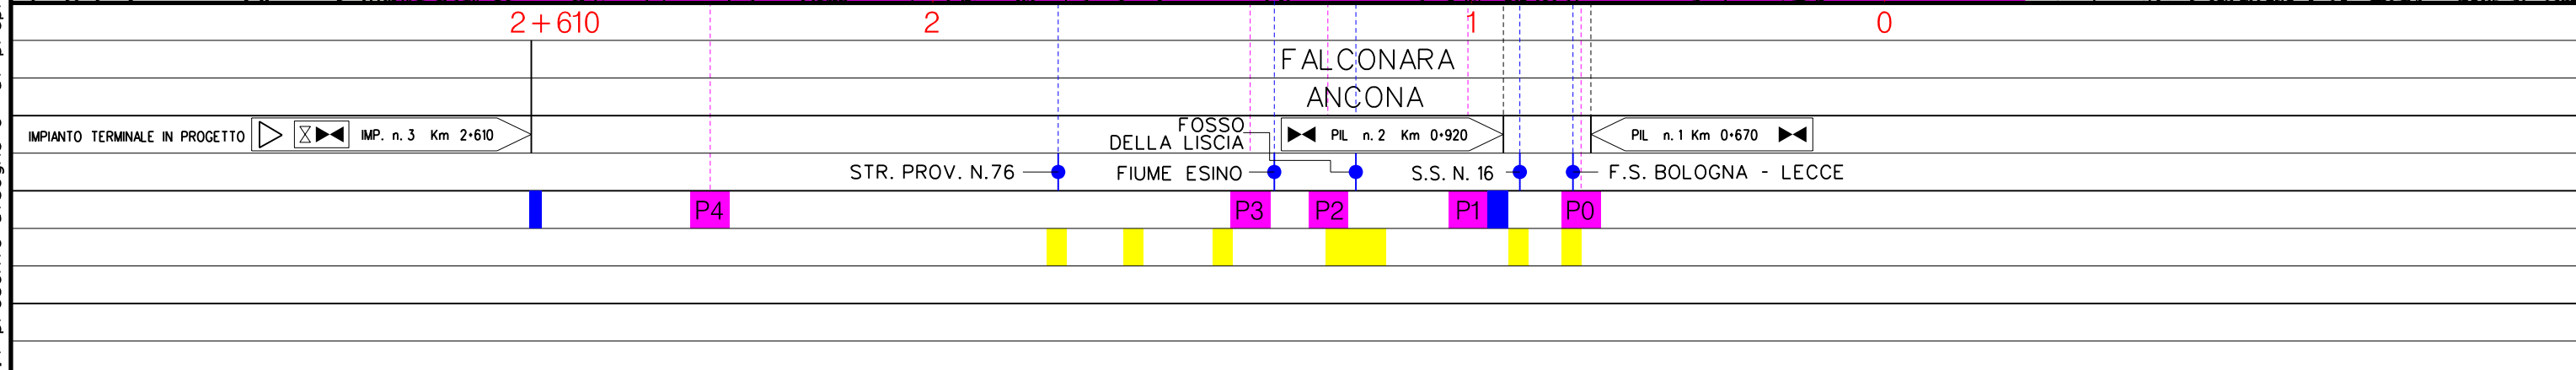 2+610 2 1 0
FALCONARA
ANCONA
IMPIANTO TERMINALE IN PROGETTO IMP. n. 3 Km 2+610 PIL n. 2 Km 0+920 PIL n. 1 Km 0+670
FOSSO
DELLA LISCIA
STR. PROV. N.76 FIUME ESINO S.S. N. 16 F.S. BOLOGNA - LECCE
P4 P3 P2 P1 P0